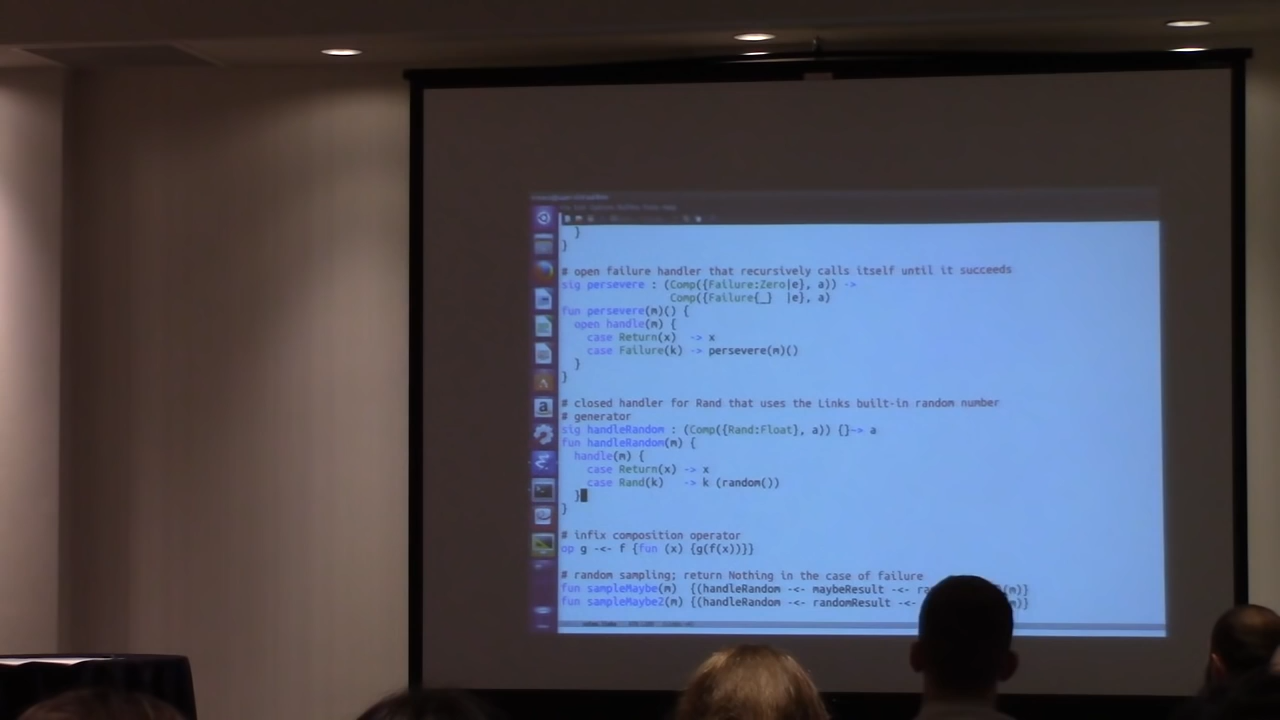 }
}
# open failure handler that recursively calls itself until it succeeds
sig persevere : (Comp({Failure:Zero|e}, a)) ->
Comp({Failure{_} |e}, a)
fun persevere(m)() {
open handle(m) {
case Return(x) -> x
case Failure(k) -> persevere(m)()
}
}
# closed handler for Rand that uses the Links built-in random number
# generator
sig handleRandom : (Comp({Rand:Float}, a)) {}~> a
fun handleRandom(m) {
handle(m) {
case Return(x) -> x
case Rand(k) -> k (random())
}
}
# infix composition operator
op g -<- f {fun (x) {g(f(x))}}
# random sampling; return Nothing in the case of failure
fun sampleMaybe(m) {(handleRandom -<- maybeResult -<- (m)}
fun sampleMaybe2(m) {(handleRandom -<- randomResult -<- (m)}